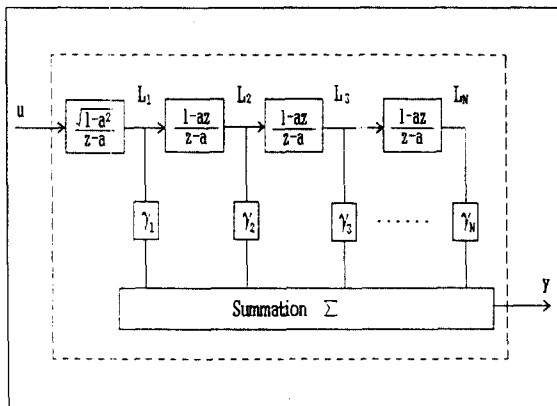 L₁ L₂ L₃ L_N
u
√1-a² / z-a
1-az / z-a
1-az / z-a
1-az / z-a
γ₁ γ₂ γ₃ ...... γ_N
y
Summation Σ